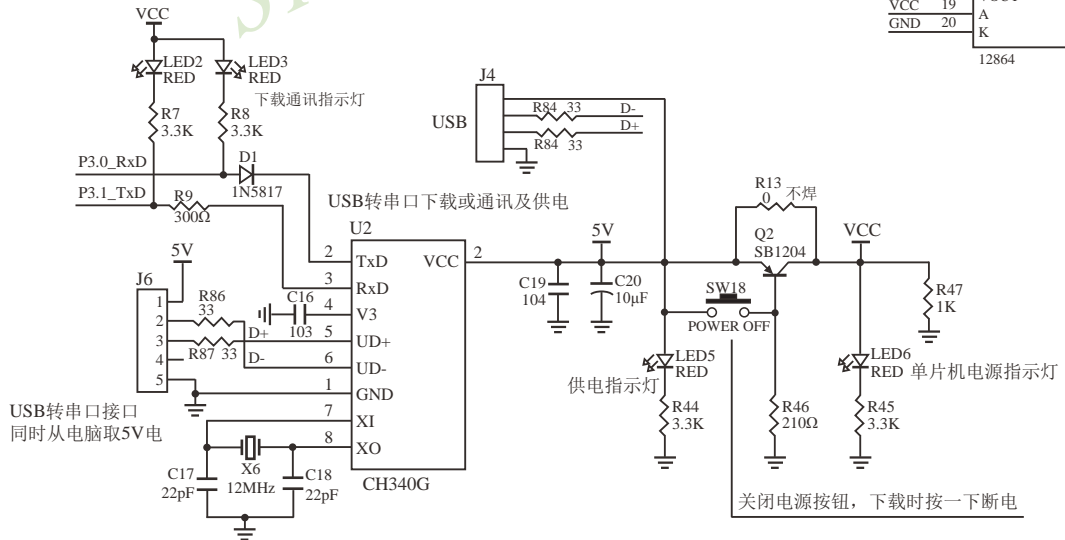 VCC
LED2
RED
LED3
RED
下载通讯指示灯
R7
3.3K
R8
3.3K
P3.0_RxD
D1
1N5817
P3.1_TxD
R9
300Ω
J4
USB
R84 33 D-
D+
R84 33
VCC 19
A
GND 20
K
12864
USB转串口下载或通讯及供电
U2
2 TxD
VCC 2
3 RxD
4 V3
5 UD+
6 UD-
1 GND
7 XI
8 XO
CH340G
5V
J6
1
2
3
4
5
R86
33
D+
R87 33
D-
C16
103
USB转串口接口
同时从电脑取5V电
C17
22pF
X6
12MHz
C18
22pF
5V
C19
104
C20
10μF
R13
0 不焊
Q2
SB1204
VCC
R47
1K
SW18
POWER OFF
LED5
RED
供电指示灯
R44
3.3K
R46
210Ω
LED6
RED 单片机电源指示灯
R45
3.3K
关闭电源按钮，下载时按一下断电